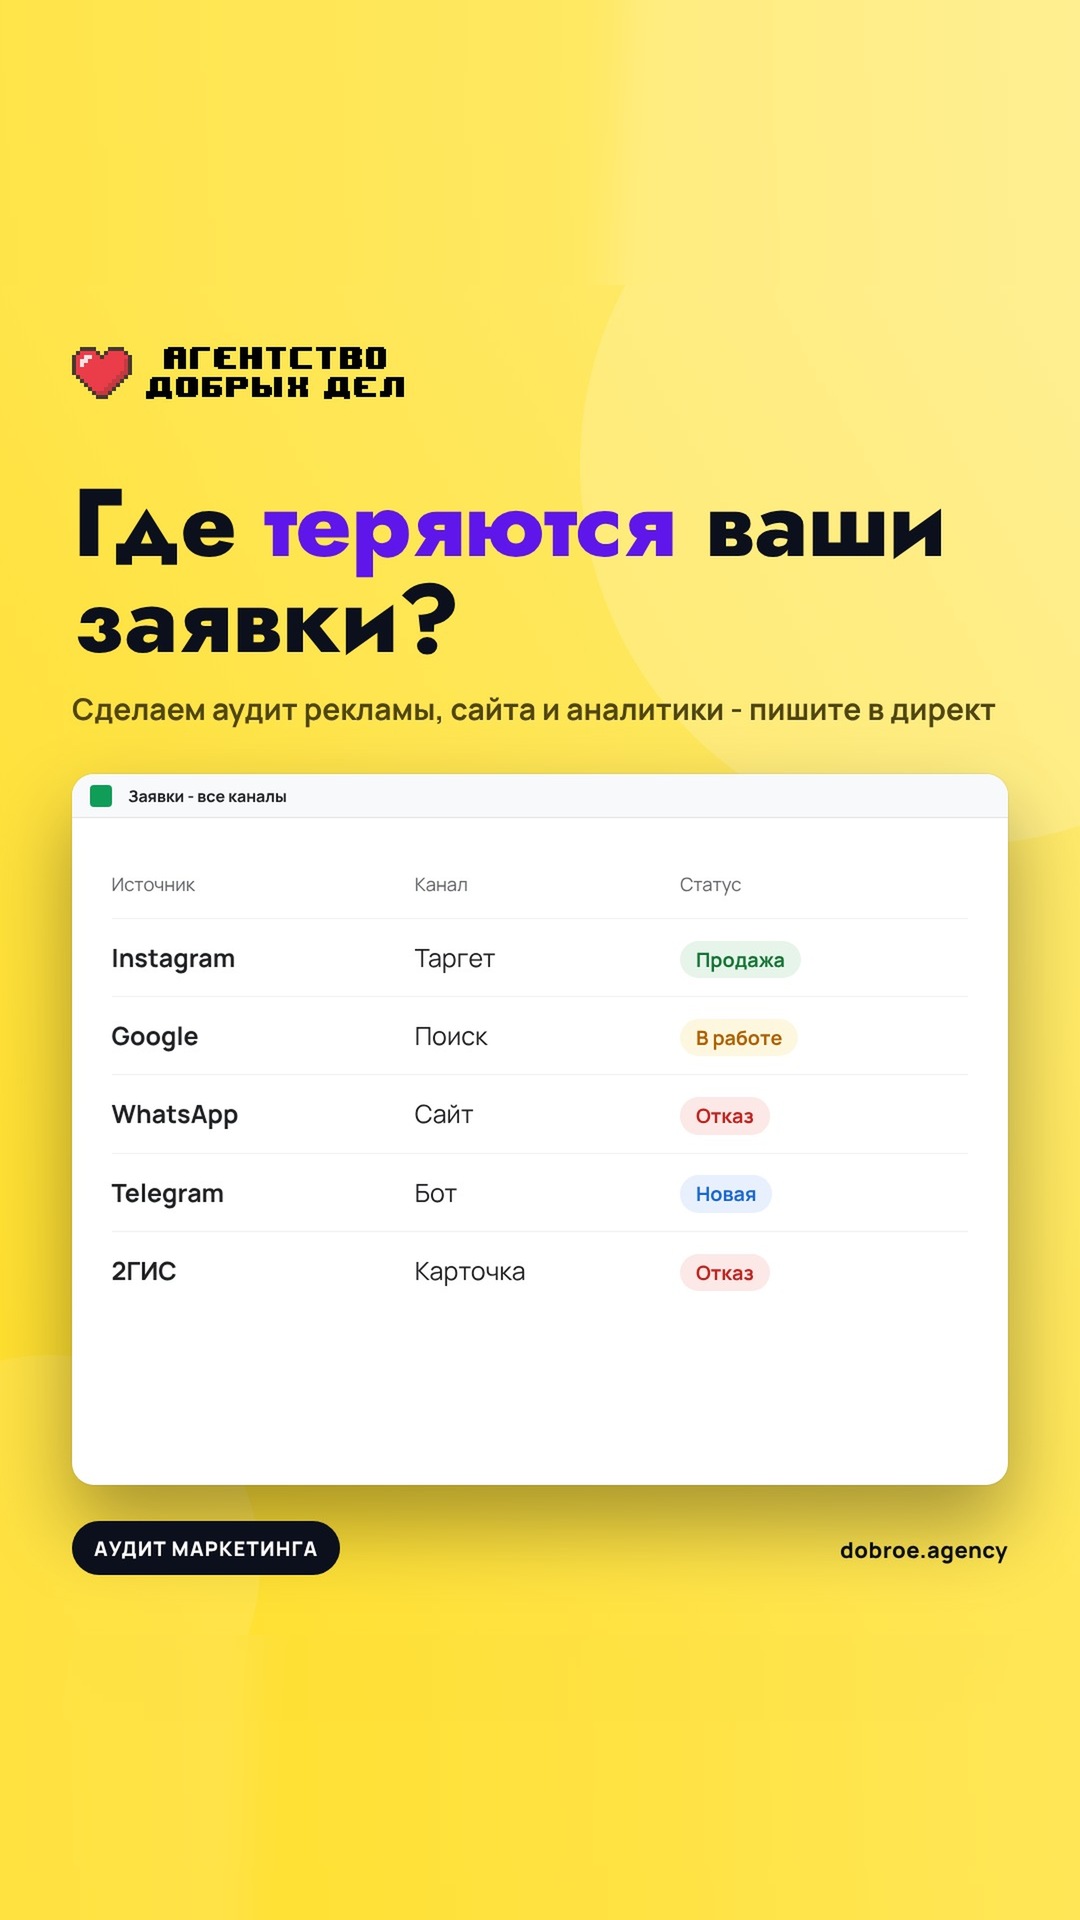 АГЕНТСТВО
ДОБРЫХ ДЕЛ
Где теряются ваши
заявки?
Сделаем аудит рекламы, сайта и аналитики - пишите в директ
Заявки - все каналы
Источник Канал Статус
Instagram Таргет Продажа
Google Поиск В работе
WhatsApp Сайт Отказ
Telegram Бот Новая
2ГИС Карточка Отказ
АУДИТ МАРКЕТИНГА dobroe.agency